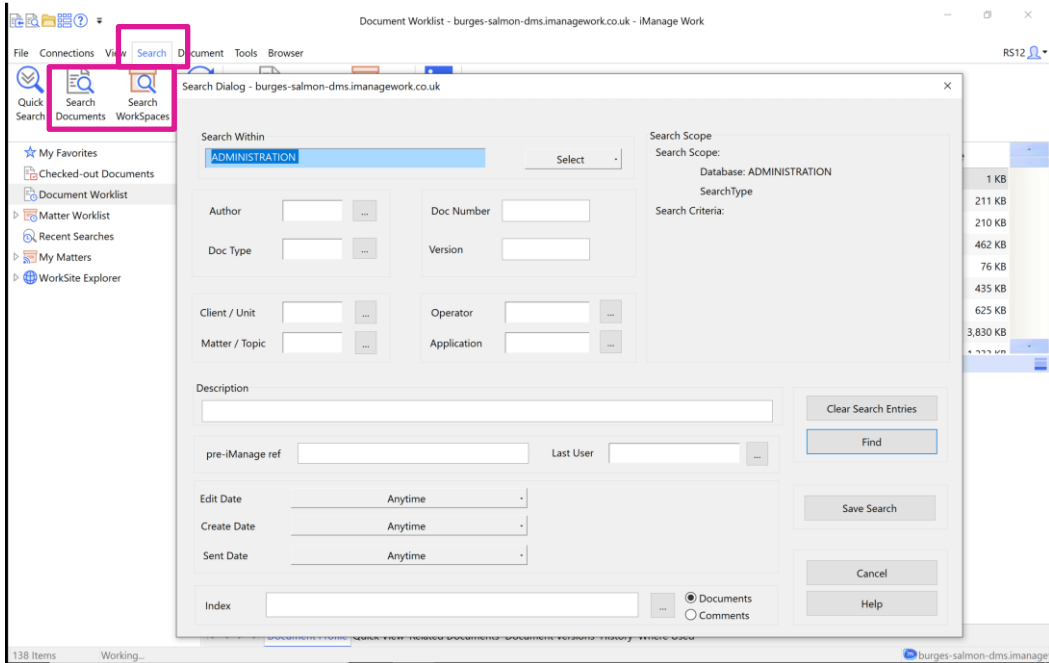 Document Worklist - burges-salmon-dms.imanagework.co.uk - iManage Work
File Connections View Search Document Tools Browser
RS12
Quick Search
Search Documents
Search WorkSpaces
My Favorites
Checked-out Documents
Document Worklist
Matter Worklist
Recent Searches
My Matters
WorkSite Explorer
Search Dialog - burges-salmon-dms.imanagework.co.uk
Search Within
ADMINISTRATION
Select
Author ...
Doc Type ...
Doc Number
Version
Client / Unit ...
Matter / Topic ...
Operator ...
Application ...
Search Scope
Search Scope:
Database: ADMINISTRATION
SearchType
Search Criteria:
Description
pre-iManage ref
Last User ...
Edit Date Anytime
Create Date Anytime
Sent Date Anytime
Index ...
Documents
Comments
Clear Search Entries
Find
Save Search
Cancel
Help
1 KB
211 KB
210 KB
462 KB
76 KB
435 KB
625 KB
3,830 KB
Document Profile Quick View Related Documents Document Versions History Where Used
138 Items Working...
burges-salmon-dms.imanage